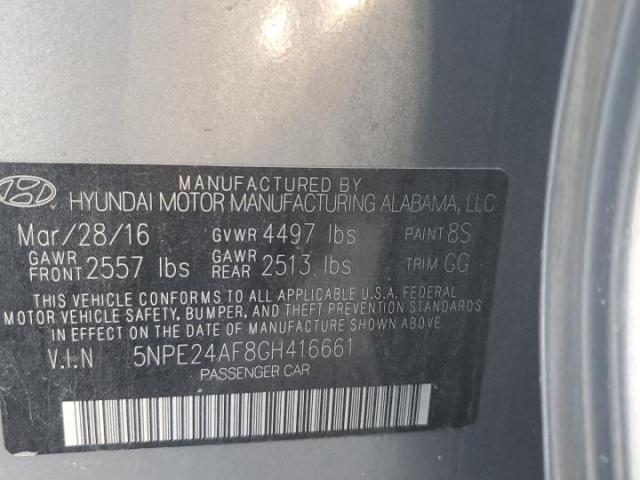 MANUFACTURED BY
HYUNDAI MOTOR MANUFACTURING ALABAMA, LLC
Mar/28/16 GVWR 4497 lbs PAINT 8S
GAWR FRONT 2557 lbs GAWR REAR 2513 lbs TRIM GG
THIS VEHICLE CONFORMS TO ALL APPLICABLE U.S.A. FEDERAL
MOTOR VEHICLE SAFETY, BUMPER, AND THEFT PREVENTION STANDARDS
IN EFFECT ON THE DATE OF MANUFACTURE SHOWN ABOVE.
V.I.N 5NPE24AF8GH416661
PASSENGER CAR